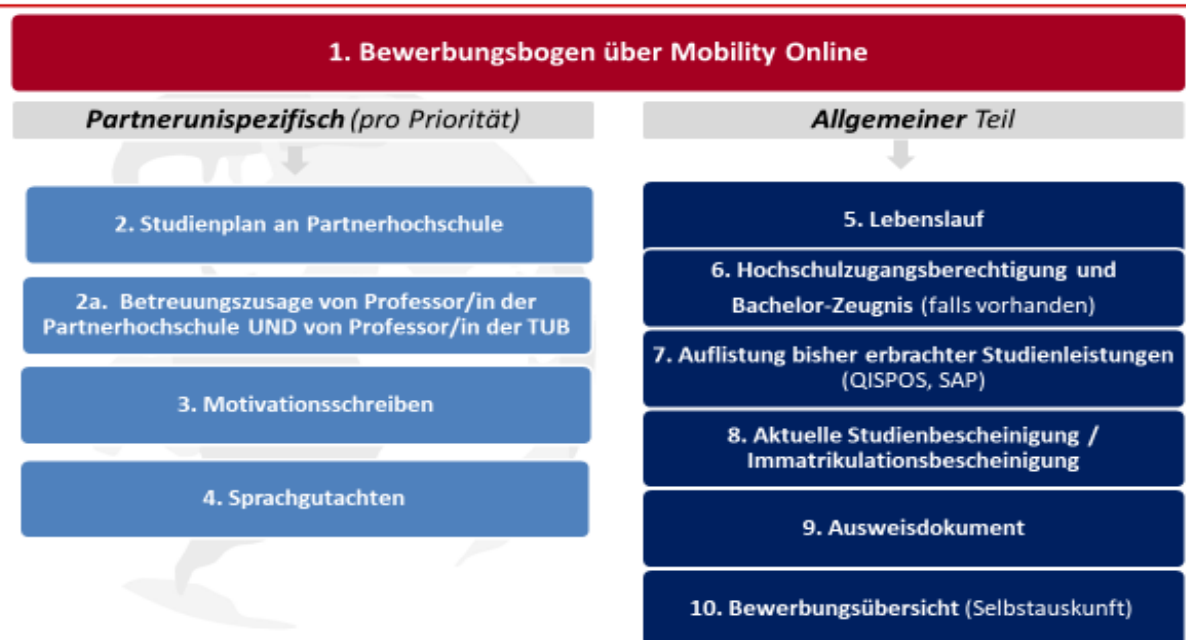 1. Bewerbungsbogen über Mobility Online
Partnerunispezifisch (pro Priorität)
2. Studienplan an Partnerhochschule
2a. Betreuungszusage von Professor/in der
Partnerhochschule UND von Professor/in der TUB
3. Motivationsschreiben
4. Sprachgutachten
Allgemeiner Teil
5. Lebenslauf
6. Hochschulzugangsberechtigung und
Bachelor-Zeugnis (falls vorhanden)
7. Auflistung bisher erbrachter Studienleistungen
(QISPOS, SAP)
8. Aktuelle Studienbescheinigung /
Immatrikulationsbescheinigung
9. Ausweisdokument
10. Bewerbungsübersicht (Selbstauskunft)